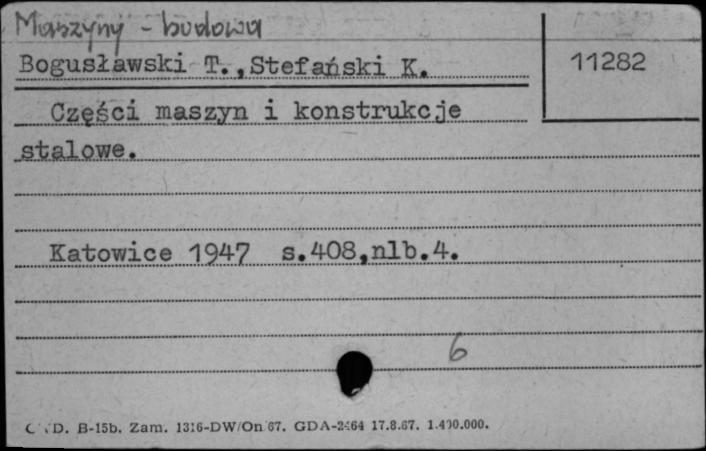 Maszyny - budowa
Bogusławski T.,Stefański K.
11282
Części maszyn i konstrukcje
stalowe.
Katowice 1947 s.408,nlb.4.
6
D. B-15b. Zam. 1316-DW/On/67. GDA-2464 17.8.67. 1.400.000.